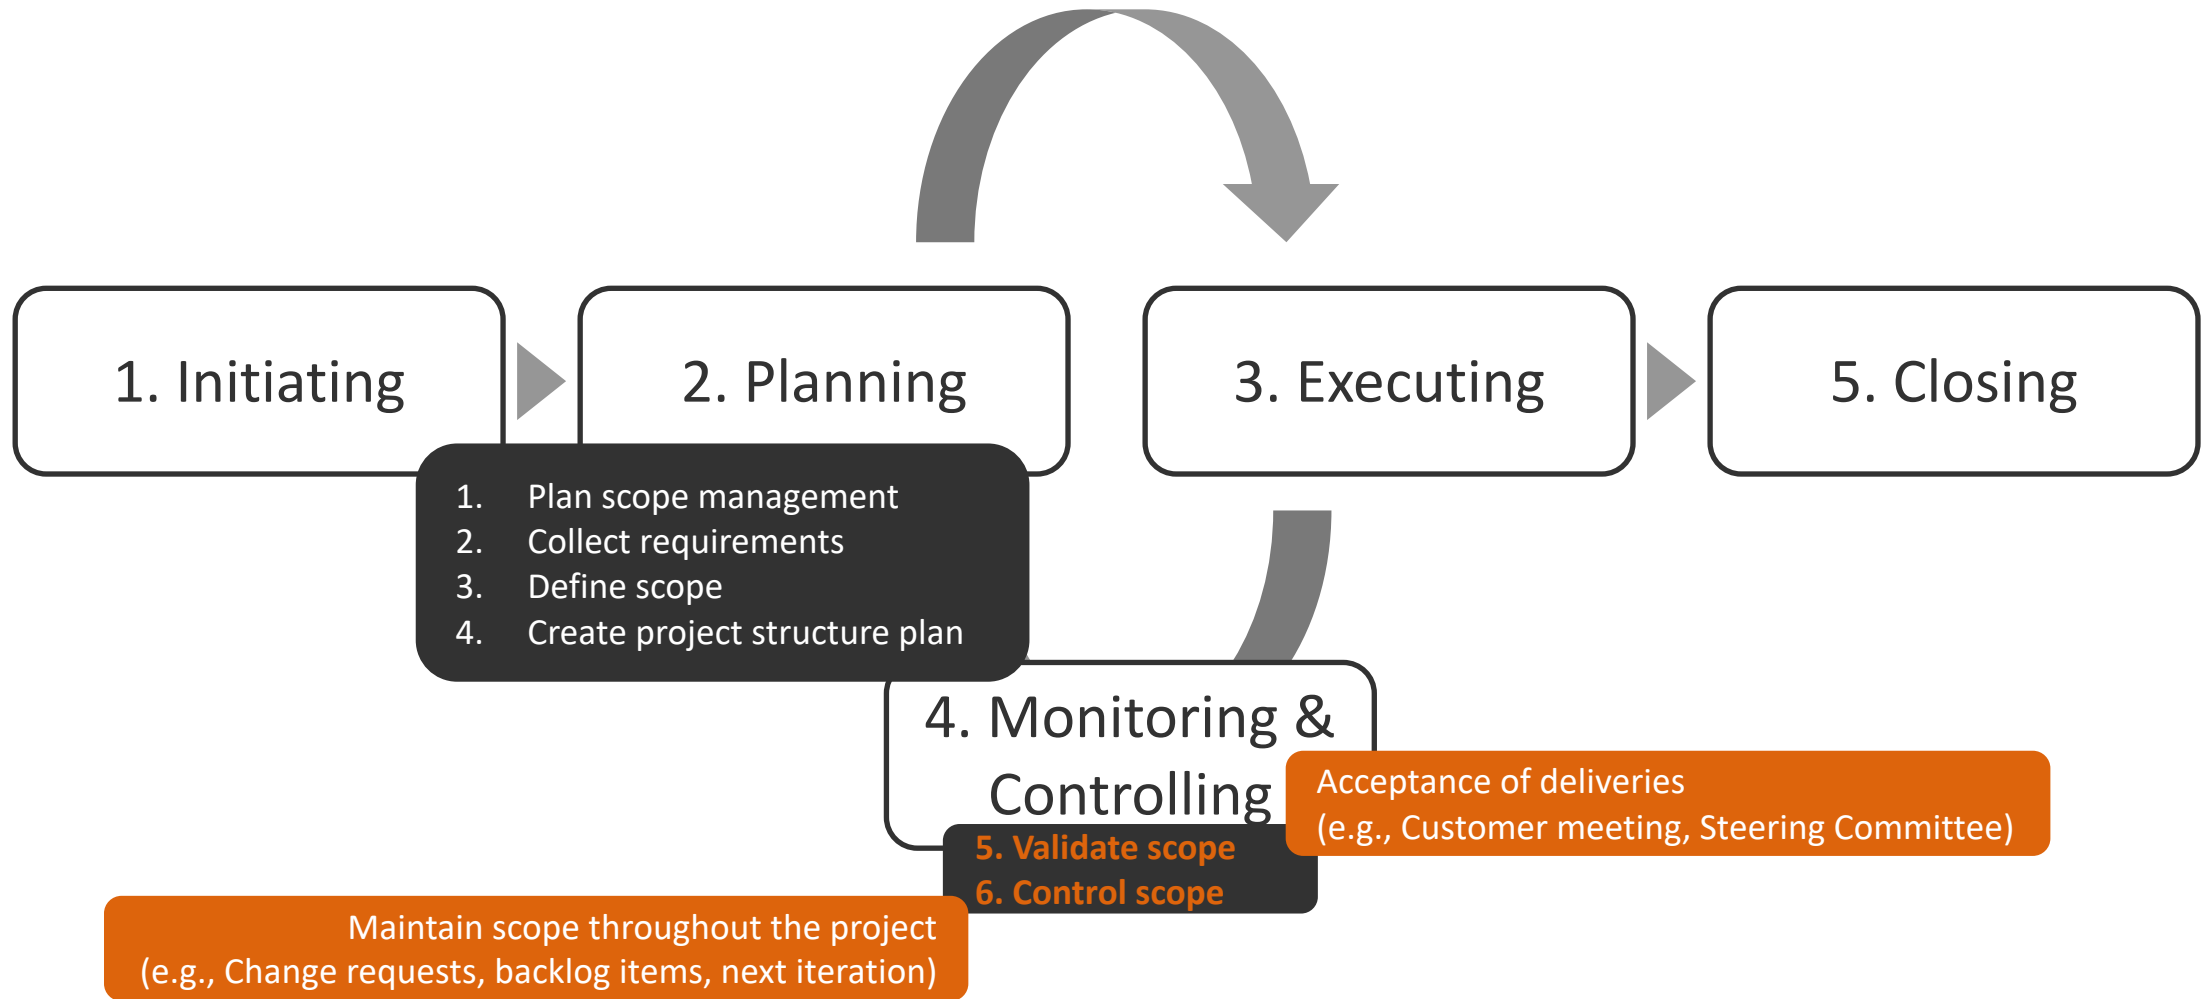 1. Initiating
2. Planning
3. Executing
5. Closing
1. Plan scope management
2. Collect requirements
3. Define scope
4. Create project structure plan
4. Monitoring &
Controlling
Acceptance of deliveries
(e.g., Customer meeting, Steering Committee)
5. Validate scope
6. Control scope
Maintain scope throughout the project
(e.g., Change requests, backlog items, next iteration)